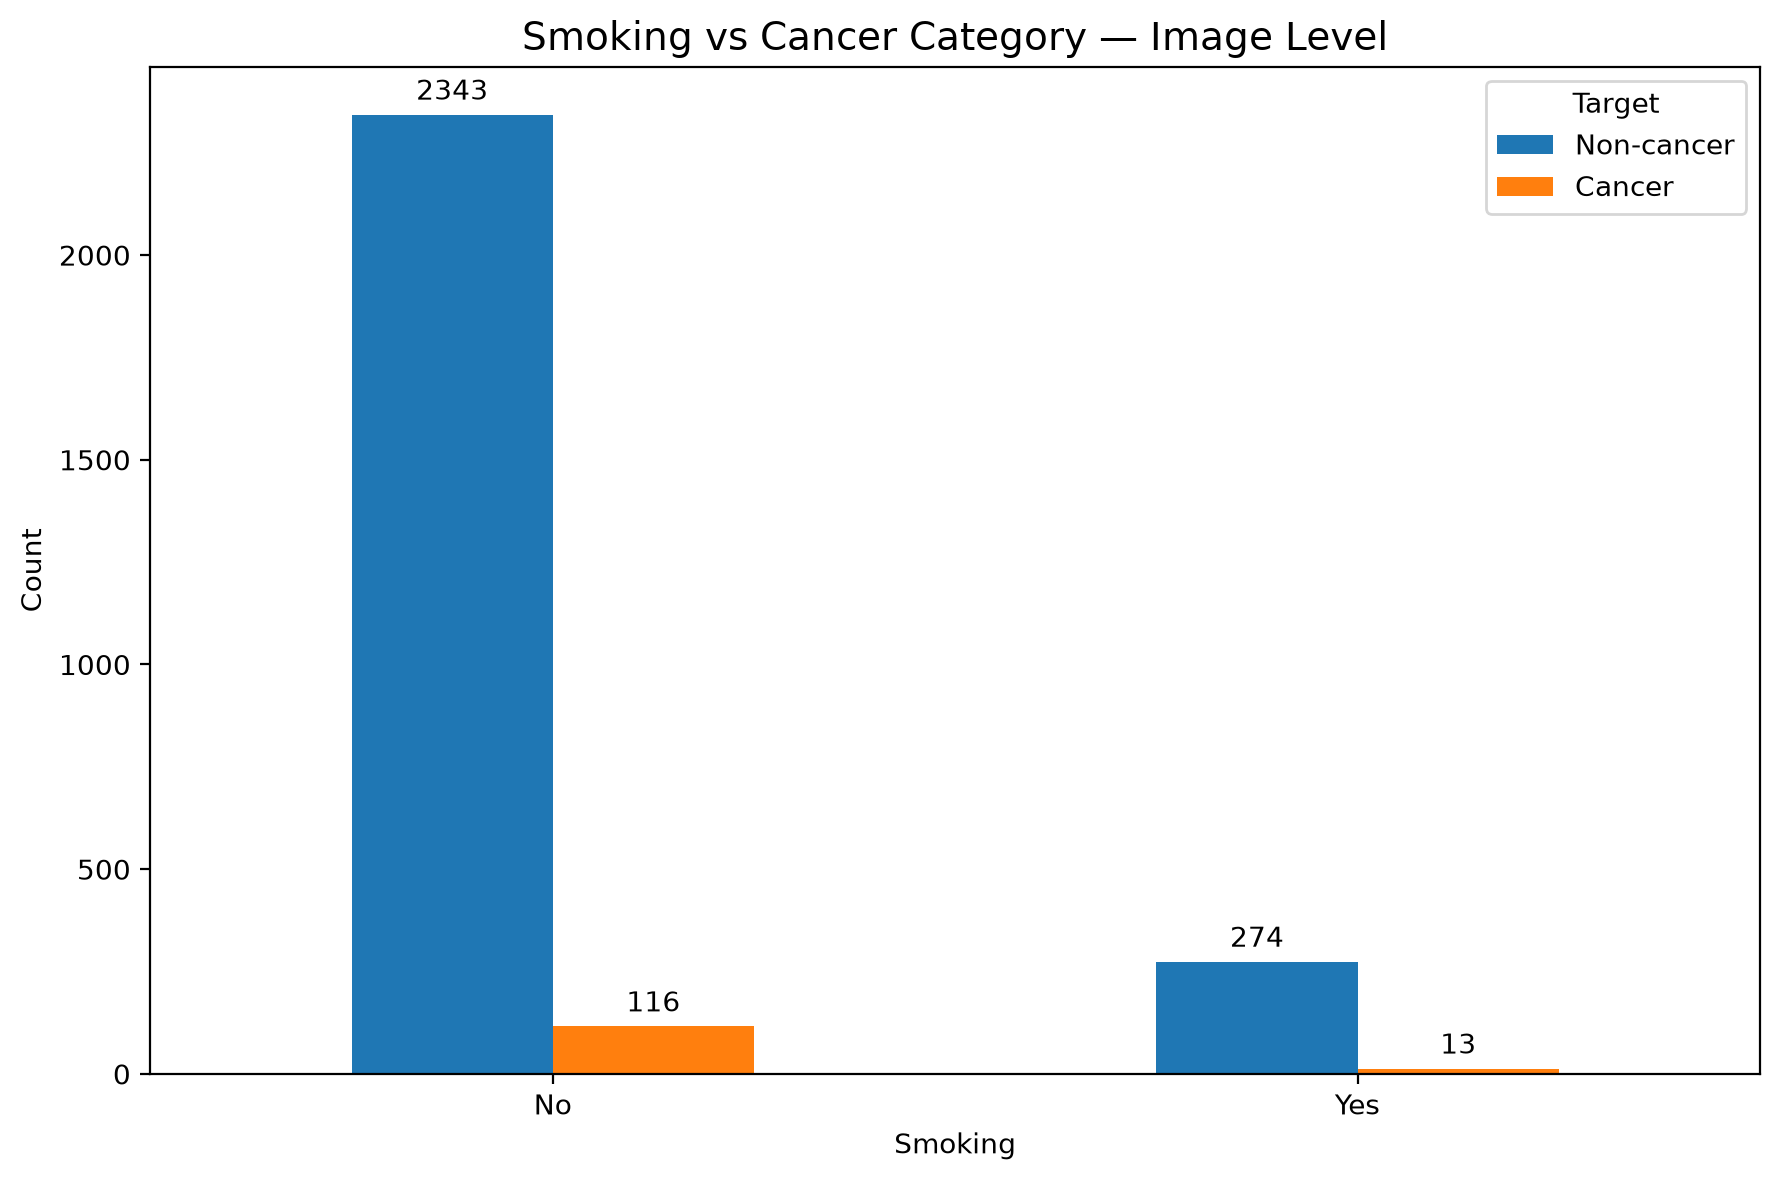 Smoking vs Cancer Category — Image Level
2343
Target
Non-cancer
Cancer
2000
1500
1000
500
0
Count
274
116
13
No
Yes
Smoking